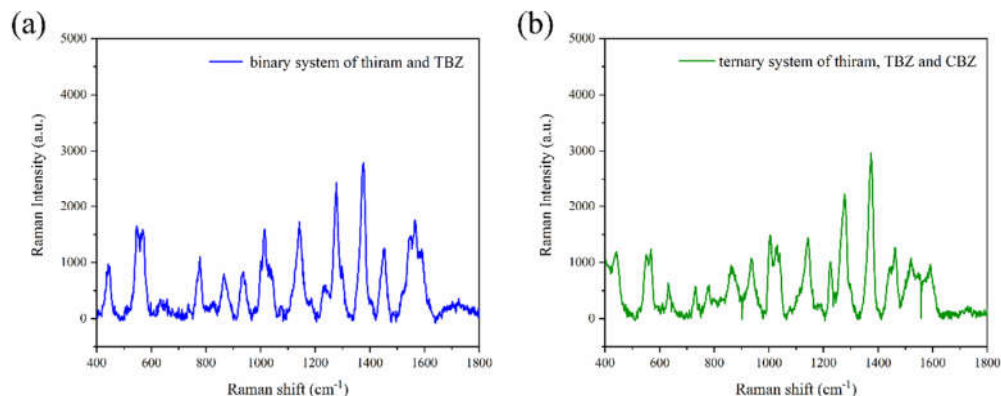 (a)
5000
4000
3000
2000
1000
0
Raman Intensity (a.u.)
binary system of thiram and TBZ
400 600 800 1000 1200 1400 1600 1800
Raman shift (cm⁻¹)
(b)
5000
4000
3000
2000
1000
0
Raman Intensity (a.u.)
ternary system of thiram, TBZ and CBZ
400 600 800 1000 1200 1400 1600 1800
Raman shift (cm⁻¹)